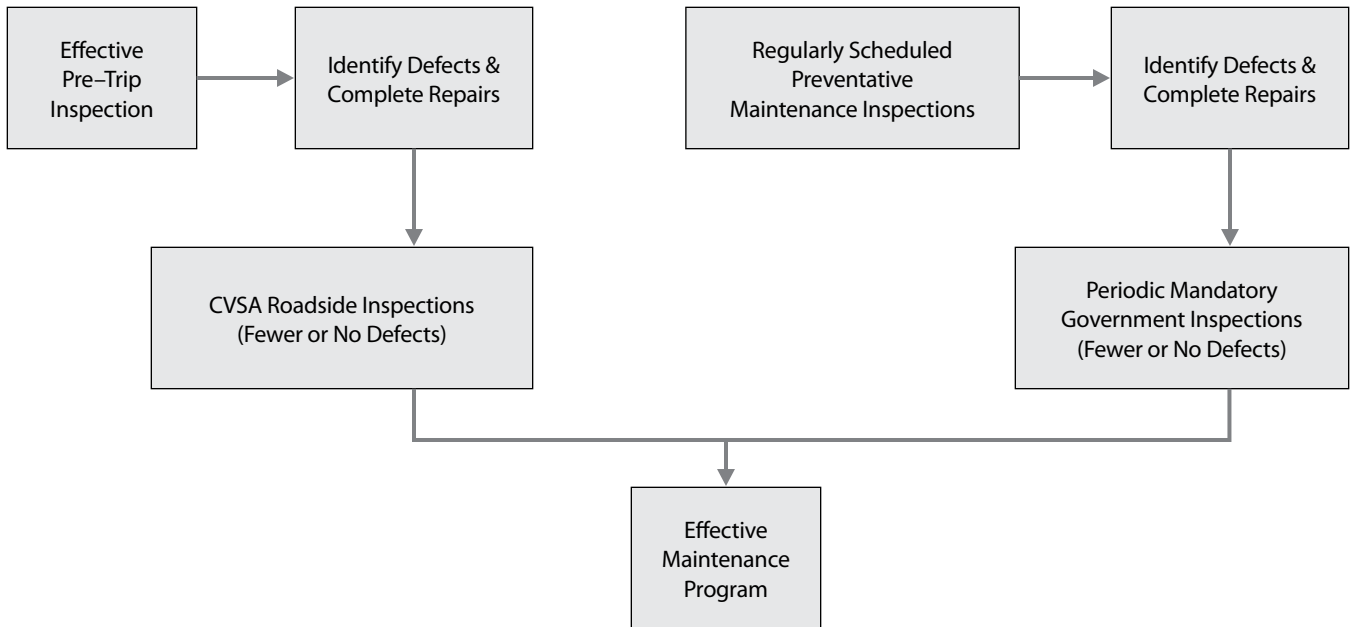 Effective
Pre–Trip
Inspection
Identify Defects &
Complete Repairs
Regularly Scheduled
Preventative
Maintenance Inspections
Identify Defects &
Complete Repairs
CVSA Roadside Inspections
(Fewer or No Defects)
Periodic Mandatory
Government Inspections
(Fewer or No Defects)
Effective
Maintenance
Program